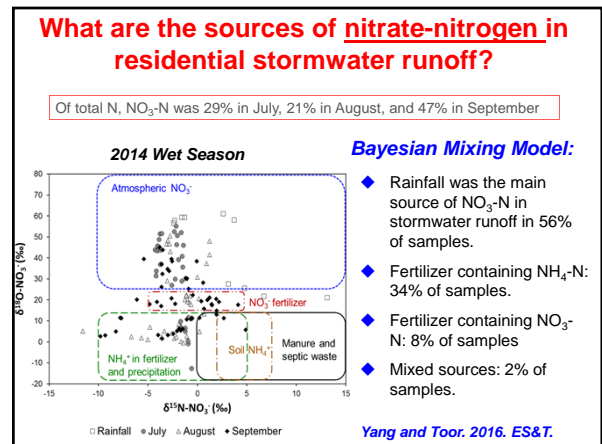 What are the sources of nitrate-nitrogen in
residential stormwater runoff?
Of total N, NO₃-N was 29% in July, 21% in August, and 47% in September
2014 Wet Season
80
70
60
50
40
30
20
10
0
-10
-20
-15
-10
-5
0
5
10
15
δ¹⁸O-NO₃⁻ (‰)
δ¹⁵N-NO₃⁻ (‰)
Atmospheric NO₃⁻
NO₃⁻ fertilizer
NH₄⁺ in fertilizer
and precipitation
Soil NH₄⁺
Manure and
septic waste
□ Rainfall ● July △ August ◆ September
Bayesian Mixing Model:
◆ Rainfall was the main
source of NO₃-N in
stormwater runoff in 56%
of samples.
◆ Fertilizer containing NH₄-N:
34% of samples.
◆ Fertilizer containing NO₃-
N: 8% of samples
◆ Mixed sources: 2% of
samples.
Yang and Toor. 2016. ES&T.